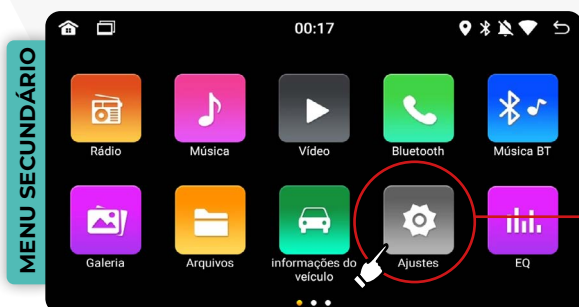 MENU SECUNDÁRIO
00:17
Rádio
Música
Vídeo
Bluetooth
Música BT
Galeria
Arquivos
informações do
veículo
Ajustes
EQ